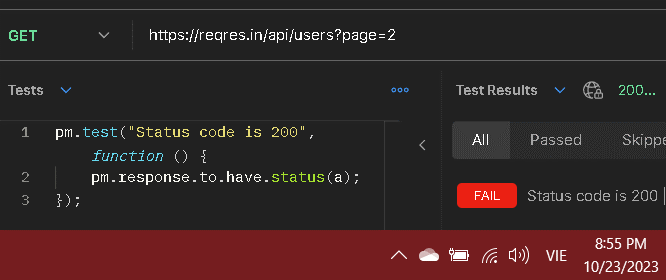 GET https://reqres.in/api/users?page=2
Tests
1 pm.test("Status code is 200",
function () {
2 pm.response.to.have.status(a);
3 });
Test Results 200...
All Passed Skippe
FAIL Status code is 200 |
VIE
8:55 PM
10/23/2023